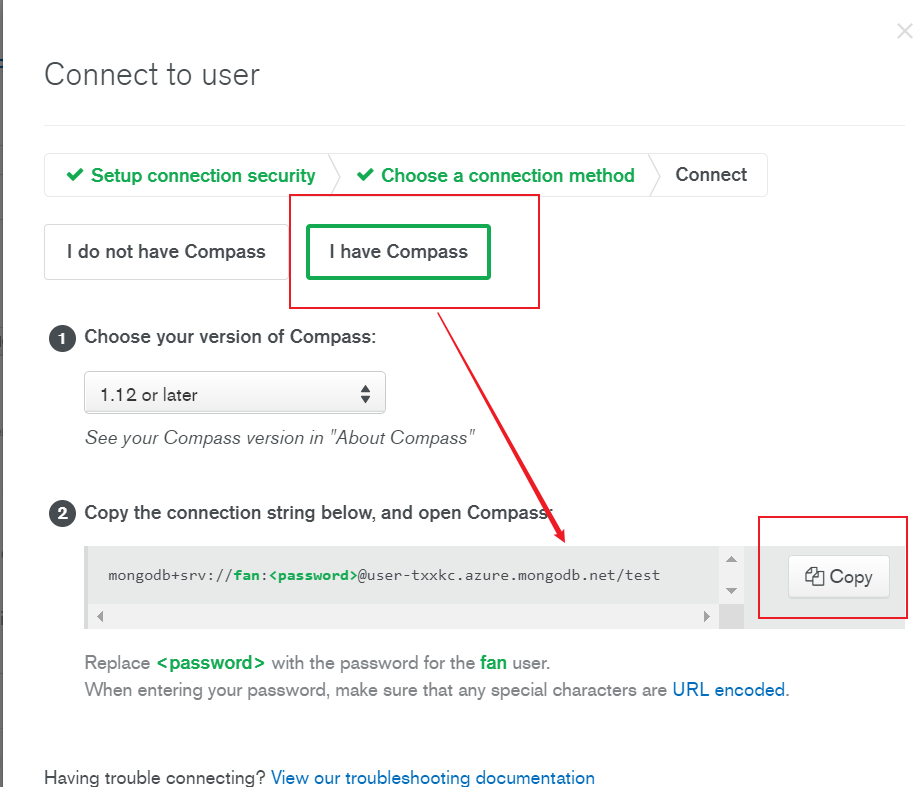 Connect to user
Setup connection security
Choose a connection method
Connect
I do not have Compass
I have Compass
1 Choose your version of Compass:
1.12 or later
See your Compass version in "About Compass"
2 Copy the connection string below, and open Compass:
mongodb+srv://fan:<password>@user-txxkc.azure.mongodb.net/test
Copy
Replace <password> with the password for the fan user.
When entering your password, make sure that any special characters are URL encoded.
Having trouble connecting? View our troubleshooting documentation